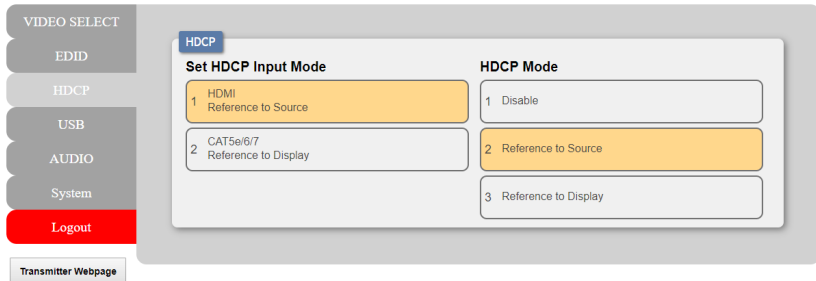 VIDEO SELECT
EDID
HDCP
USB
AUDIO
System
Logout
Transmitter Webpage
HDCP
Set HDCP Input Mode
1 HDMI
Reference to Source
2 CAT5e/6/7
Reference to Display
HDCP Mode
1 Disable
2 Reference to Source
3 Reference to Display